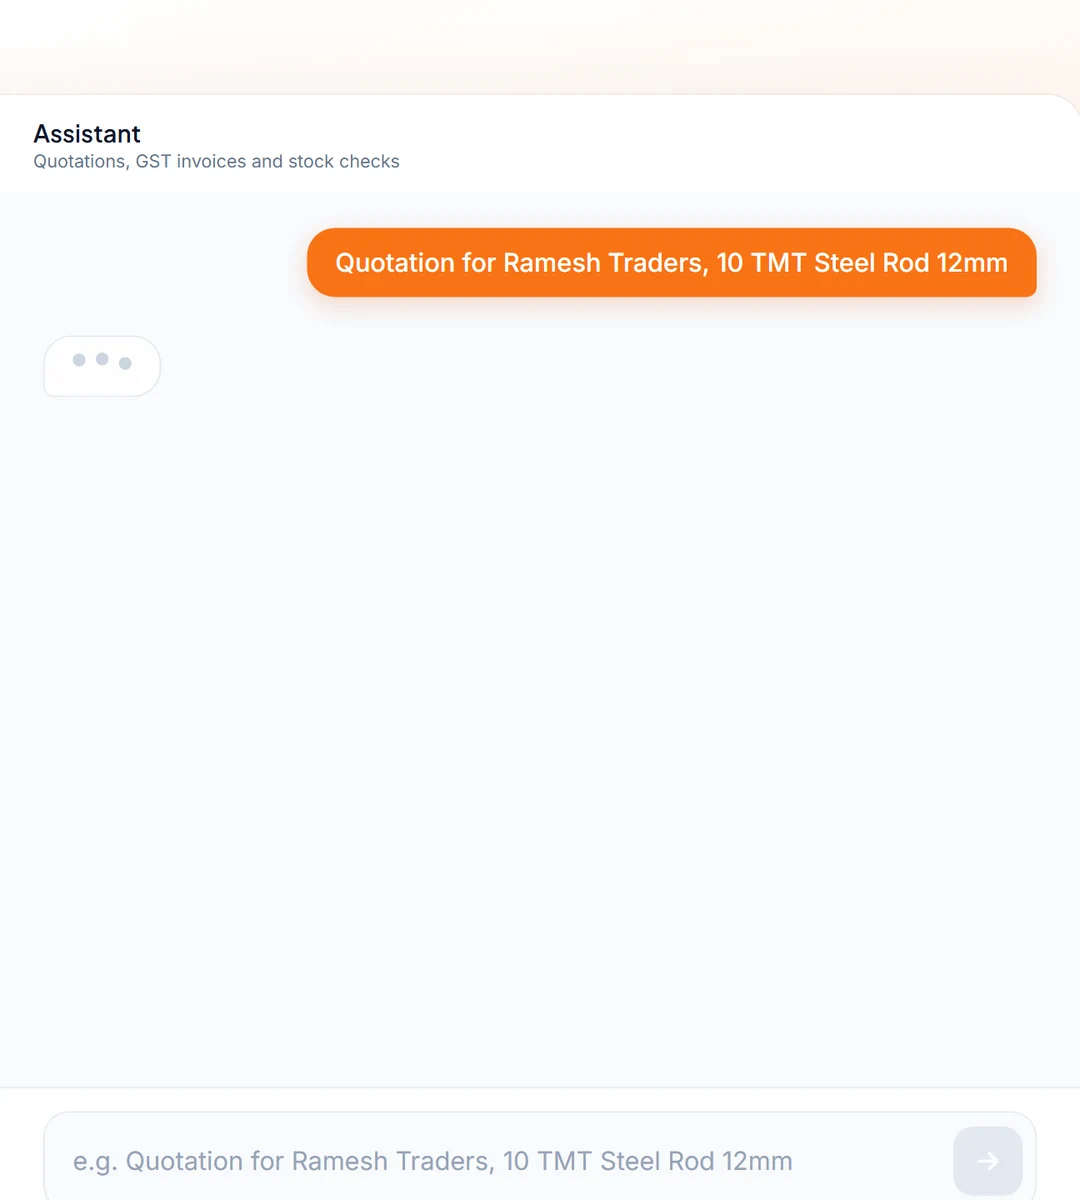 Assistant
Quotations, GST invoices and stock checks
Quotation for Ramesh Traders, 10 TMT Steel Rod 12mm
e.g. Quotation for Ramesh Traders, 10 TMT Steel Rod 12mm